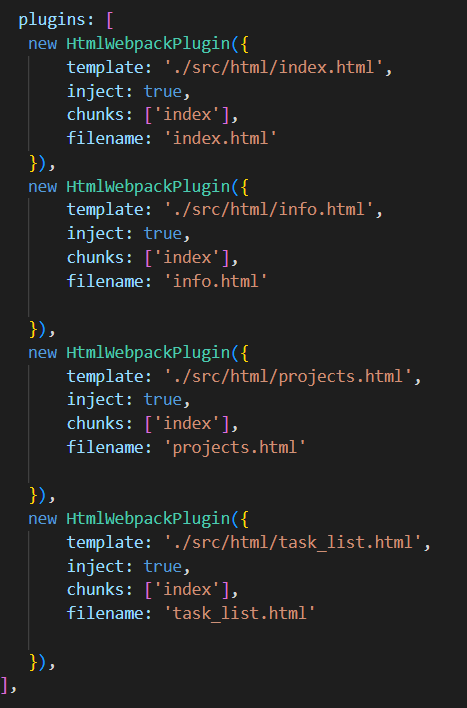 plugins: [
new HtmlWebpackPlugin({
template: './src/html/index.html',
inject: true,
chunks: ['index'],
filename: 'index.html'
}),
new HtmlWebpackPlugin({
template: './src/html/info.html',
inject: true,
chunks: ['index'],
filename: 'info.html'
}),
new HtmlWebpackPlugin({
template: './src/html/projects.html',
inject: true,
chunks: ['index'],
filename: 'projects.html'
}),
new HtmlWebpackPlugin({
template: './src/html/task_list.html',
inject: true,
chunks: ['index'],
filename: 'task_list.html'
}),
],